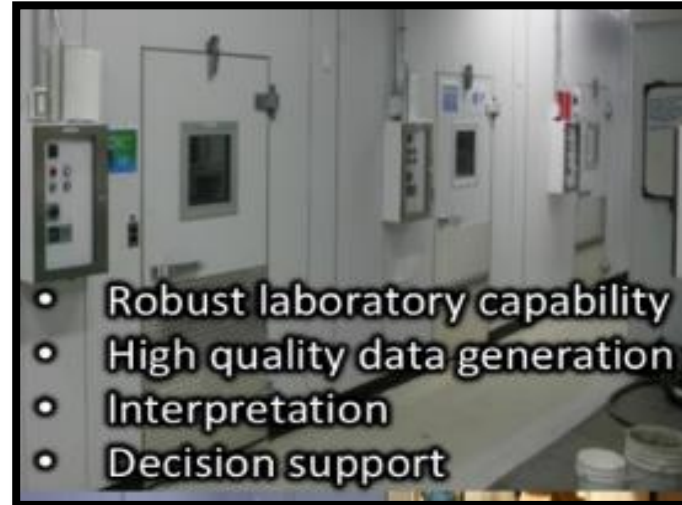 • Robust laboratory capability
• High quality data generation
• Interpretation
• Decision support